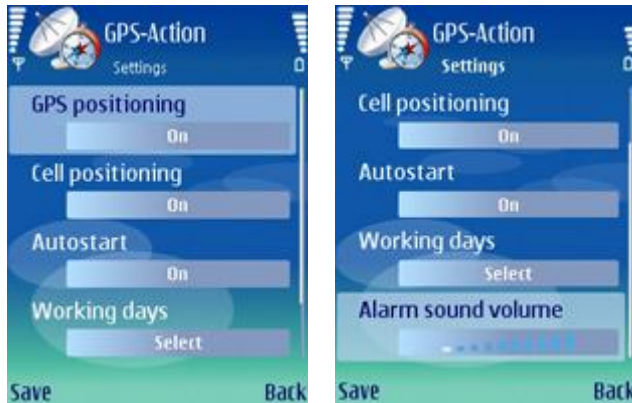 GPS-Action
Settings
GPS positioning
On
Cell positioning
On
Autostart
On
Working days
Select
Save Back
GPS-Action
Settings
Cell positioning
On
Autostart
On
Working days
Select
Alarm sound volume
Save Back